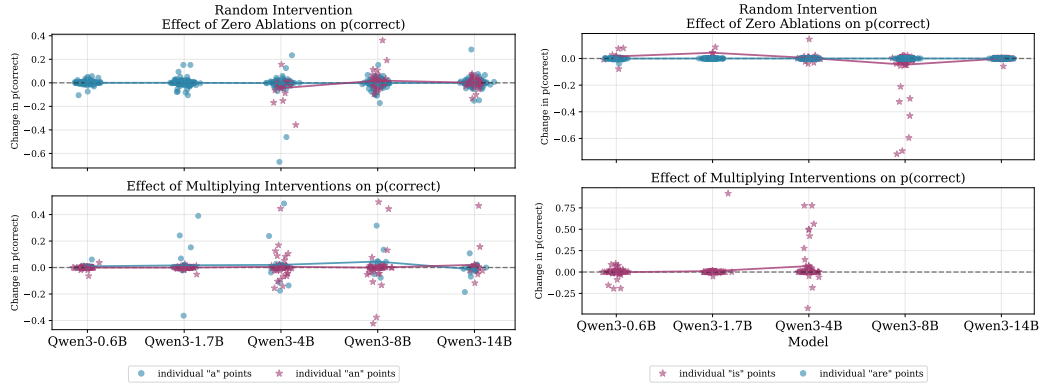 Random Intervention
Effect of Zero Ablations on p(correct)
Change in p(correct)
0.4
0.2
0.0
−0.2
−0.4
−0.6
Effect of Multiplying Interventions on p(correct)
Change in p(correct)
0.4
0.2
0.0
−0.2
−0.4
Qwen3-0.6B Qwen3-1.7B Qwen3-4B Qwen3-8B Qwen3-14B
individual "a" points individual "an" points
Random Intervention
Effect of Zero Ablations on p(correct)
Change in p(correct)
0.0
−0.2
−0.4
−0.6
Effect of Multiplying Interventions on p(correct)
Change in p(correct)
0.75
0.50
0.25
0.00
−0.25
Qwen3-0.6B Qwen3-1.7B Qwen3-4B Qwen3-8B Qwen3-14B
Model
individual "is" points individual "are" points